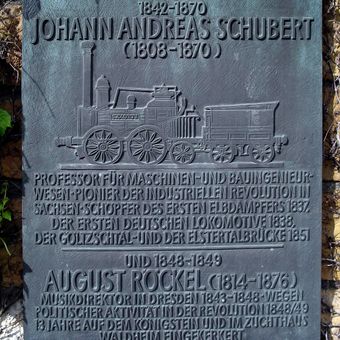 1842-1870
JOHANN ANDREAS SCHUBERT
(1808-1870)
PROFESSOR FÜR MASCHINEN-UND BAUINGENIEUR-
WESEN-PIONIER DER INDUSTRIELLEN REVOLUTION IN
SACHSEN-SCHÖPFER DES ERSTEN ELBDAMPFERS 1837,
DER ERSTEN DEUTSCHEN LOKOMOTIVE 1838,
DER GÖLTZSCHTAL-UND DER ELSTERTALBRÜCKE 1851
UND 1848-1849
AUGUST RÖCKEL (1814-1876)
MUSIKDIREKTOR IN DRESDEN 1843-1848-WEGEN
POLITISCHER AKTIVITÄT IN DER REVOLUTION 1848/49
13 JAHRE AUF DEM KÖNIGSTEIN UND IM ZUCHTHAUS
WALDHEIM EINGEKERKERT